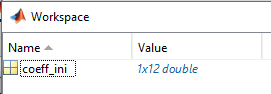 Workspace
Name Value
coeff_ini 1x12 double